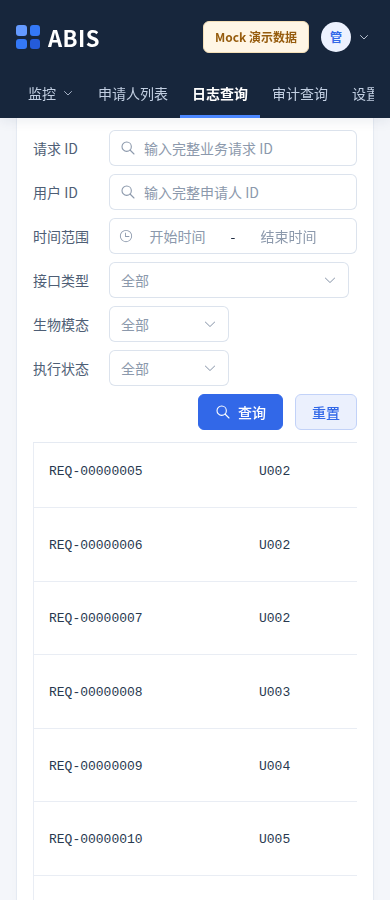 ABIS
Mock 演示数据
管
监控 申请人列表 日志查询 审计查询 设置
请求 ID 输入完整业务请求 ID
用户 ID 输入完整申请人 ID
时间范围 开始时间 - 结束时间
接口类型 全部
生物模态 全部
执行状态 全部
查询 重置
REQ-00000005 U002
REQ-00000006 U002
REQ-00000007 U002
REQ-00000008 U003
REQ-00000009 U004
REQ-00000010 U005